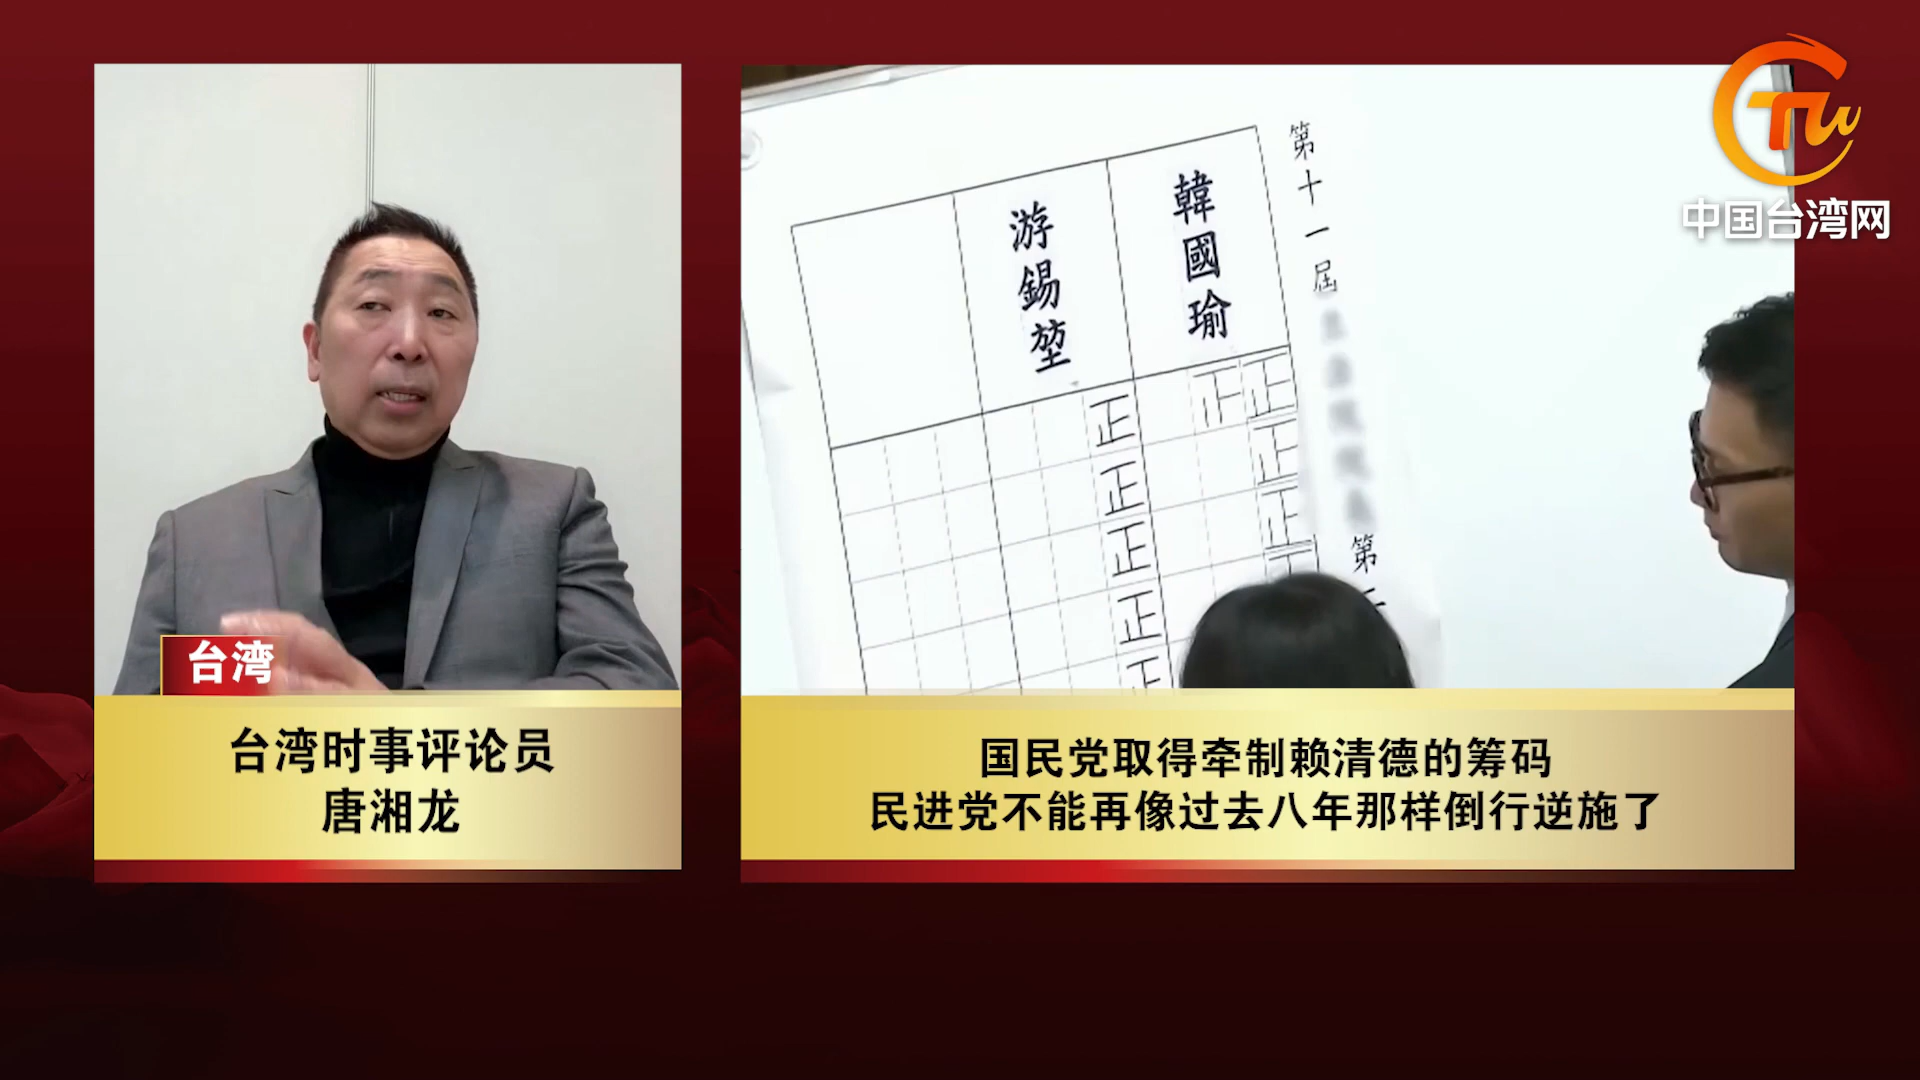 中国台湾网
第十一届
韓國瑜
游錫堃
正正
正
正
正
正
正
正
第
台湾
台湾时事评论员
唐湘龙
国民党取得牵制赖清德的筹码
民进党不能再像过去八年那样倒行逆施了